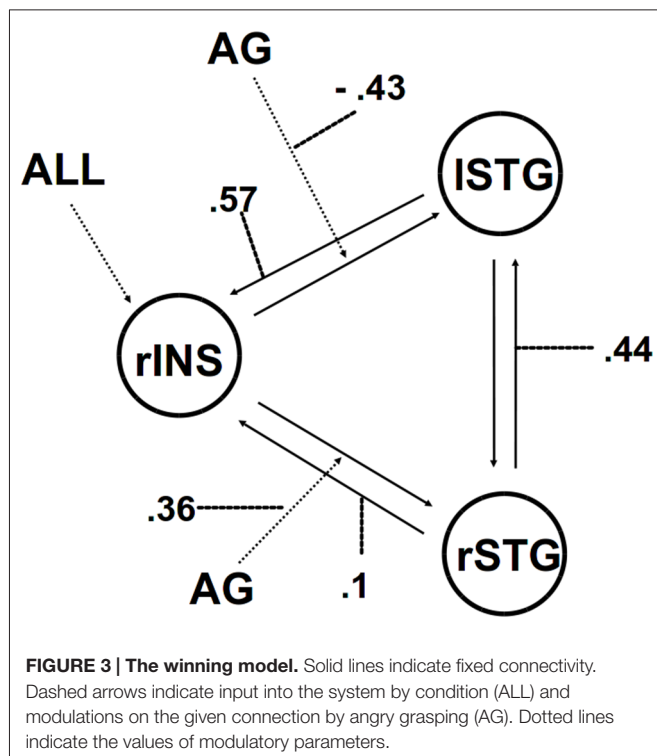 AG
- .43
lSTG
ALL
.57
rINS
.44
.36
rSTG
AG
.1
FIGURE 3 | The winning model. Solid lines indicate fixed connectivity.
Dashed arrows indicate input into the system by condition (ALL) and
modulations on the given connection by angry grasping (AG). Dotted lines
indicate the values of modulatory parameters.